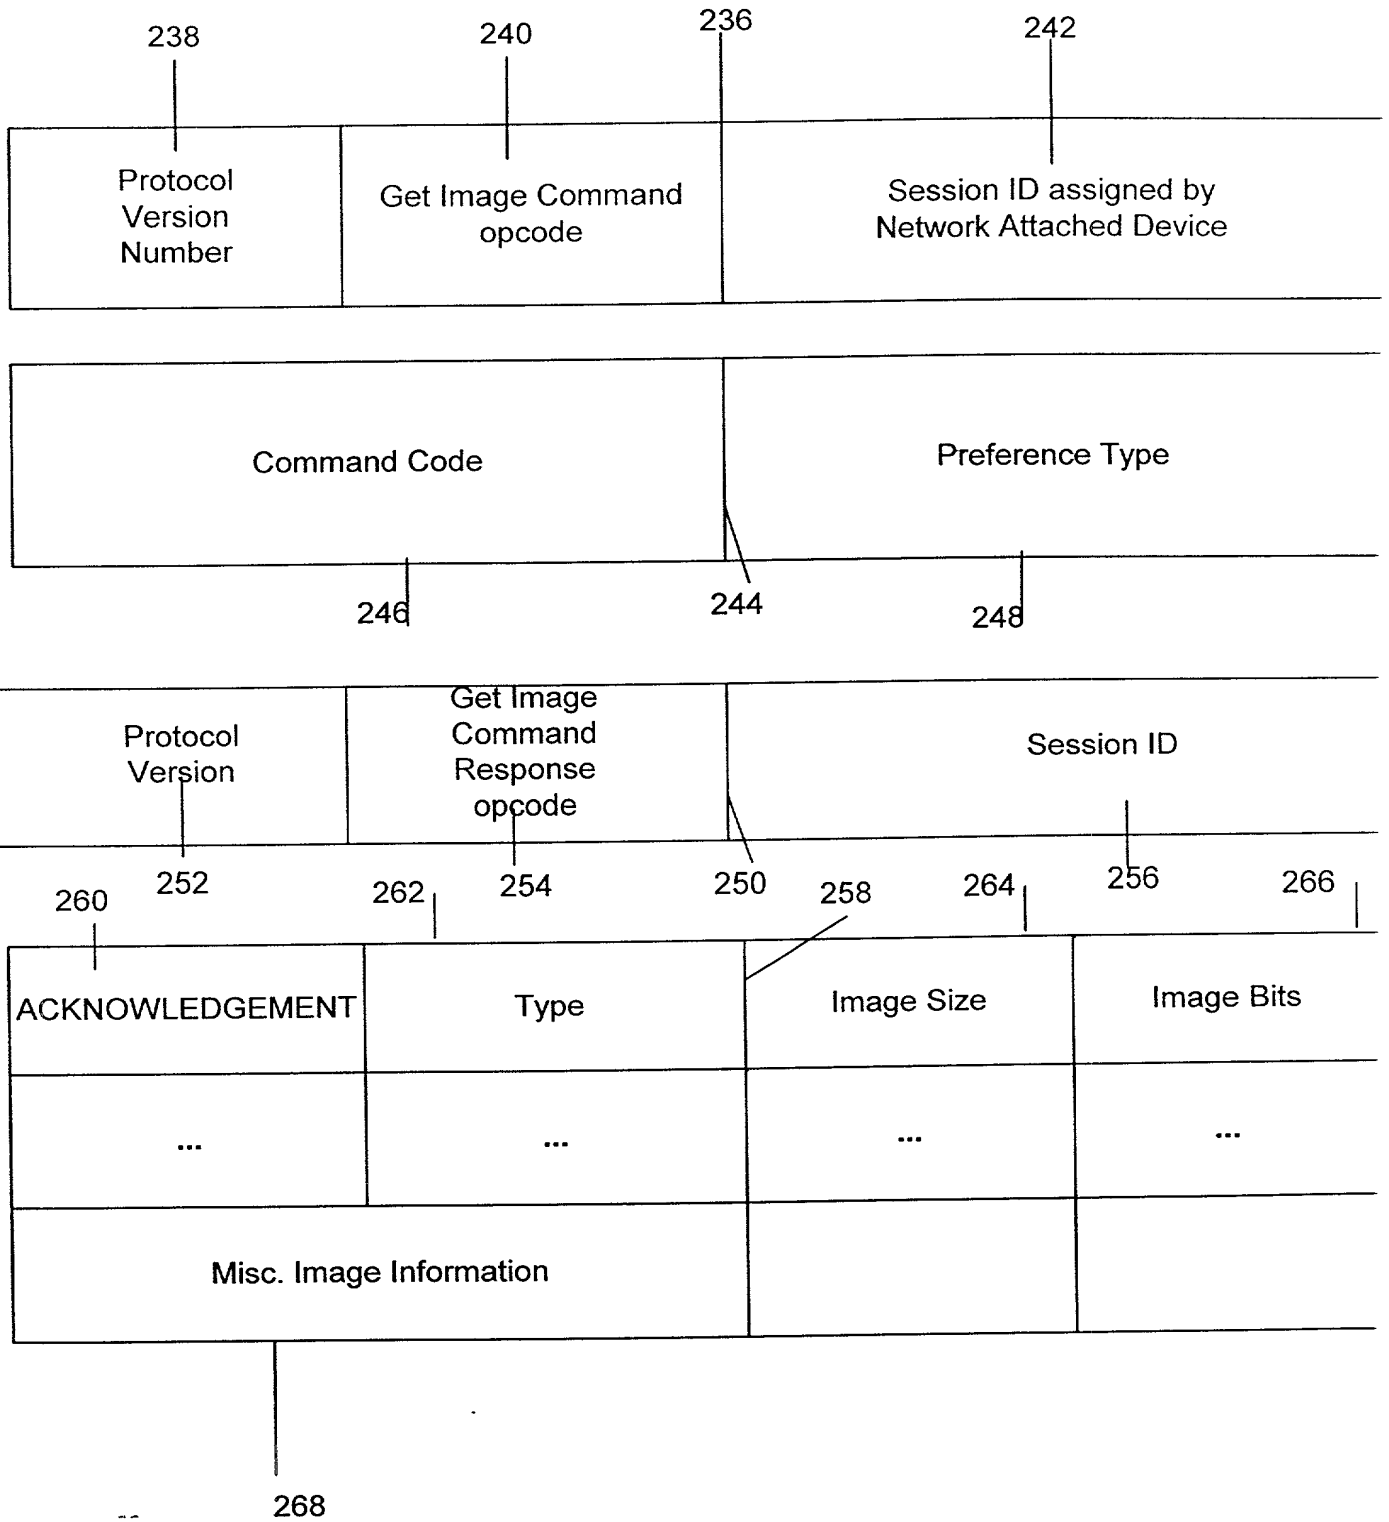 238 240 236 242
Protocol
Version
Number
Get Image Command
opcode
Session ID assigned by
Network Attached Device
Command Code
Preference Type
246 244 248
Protocol
Version
Get Image
Command
Response
opcode
Session ID
252 254 250 256
260 262 258 264 266
ACKNOWLEDGEMENT
Type
Image Size
Image Bits
... ... ... ...
Misc. Image Information
268